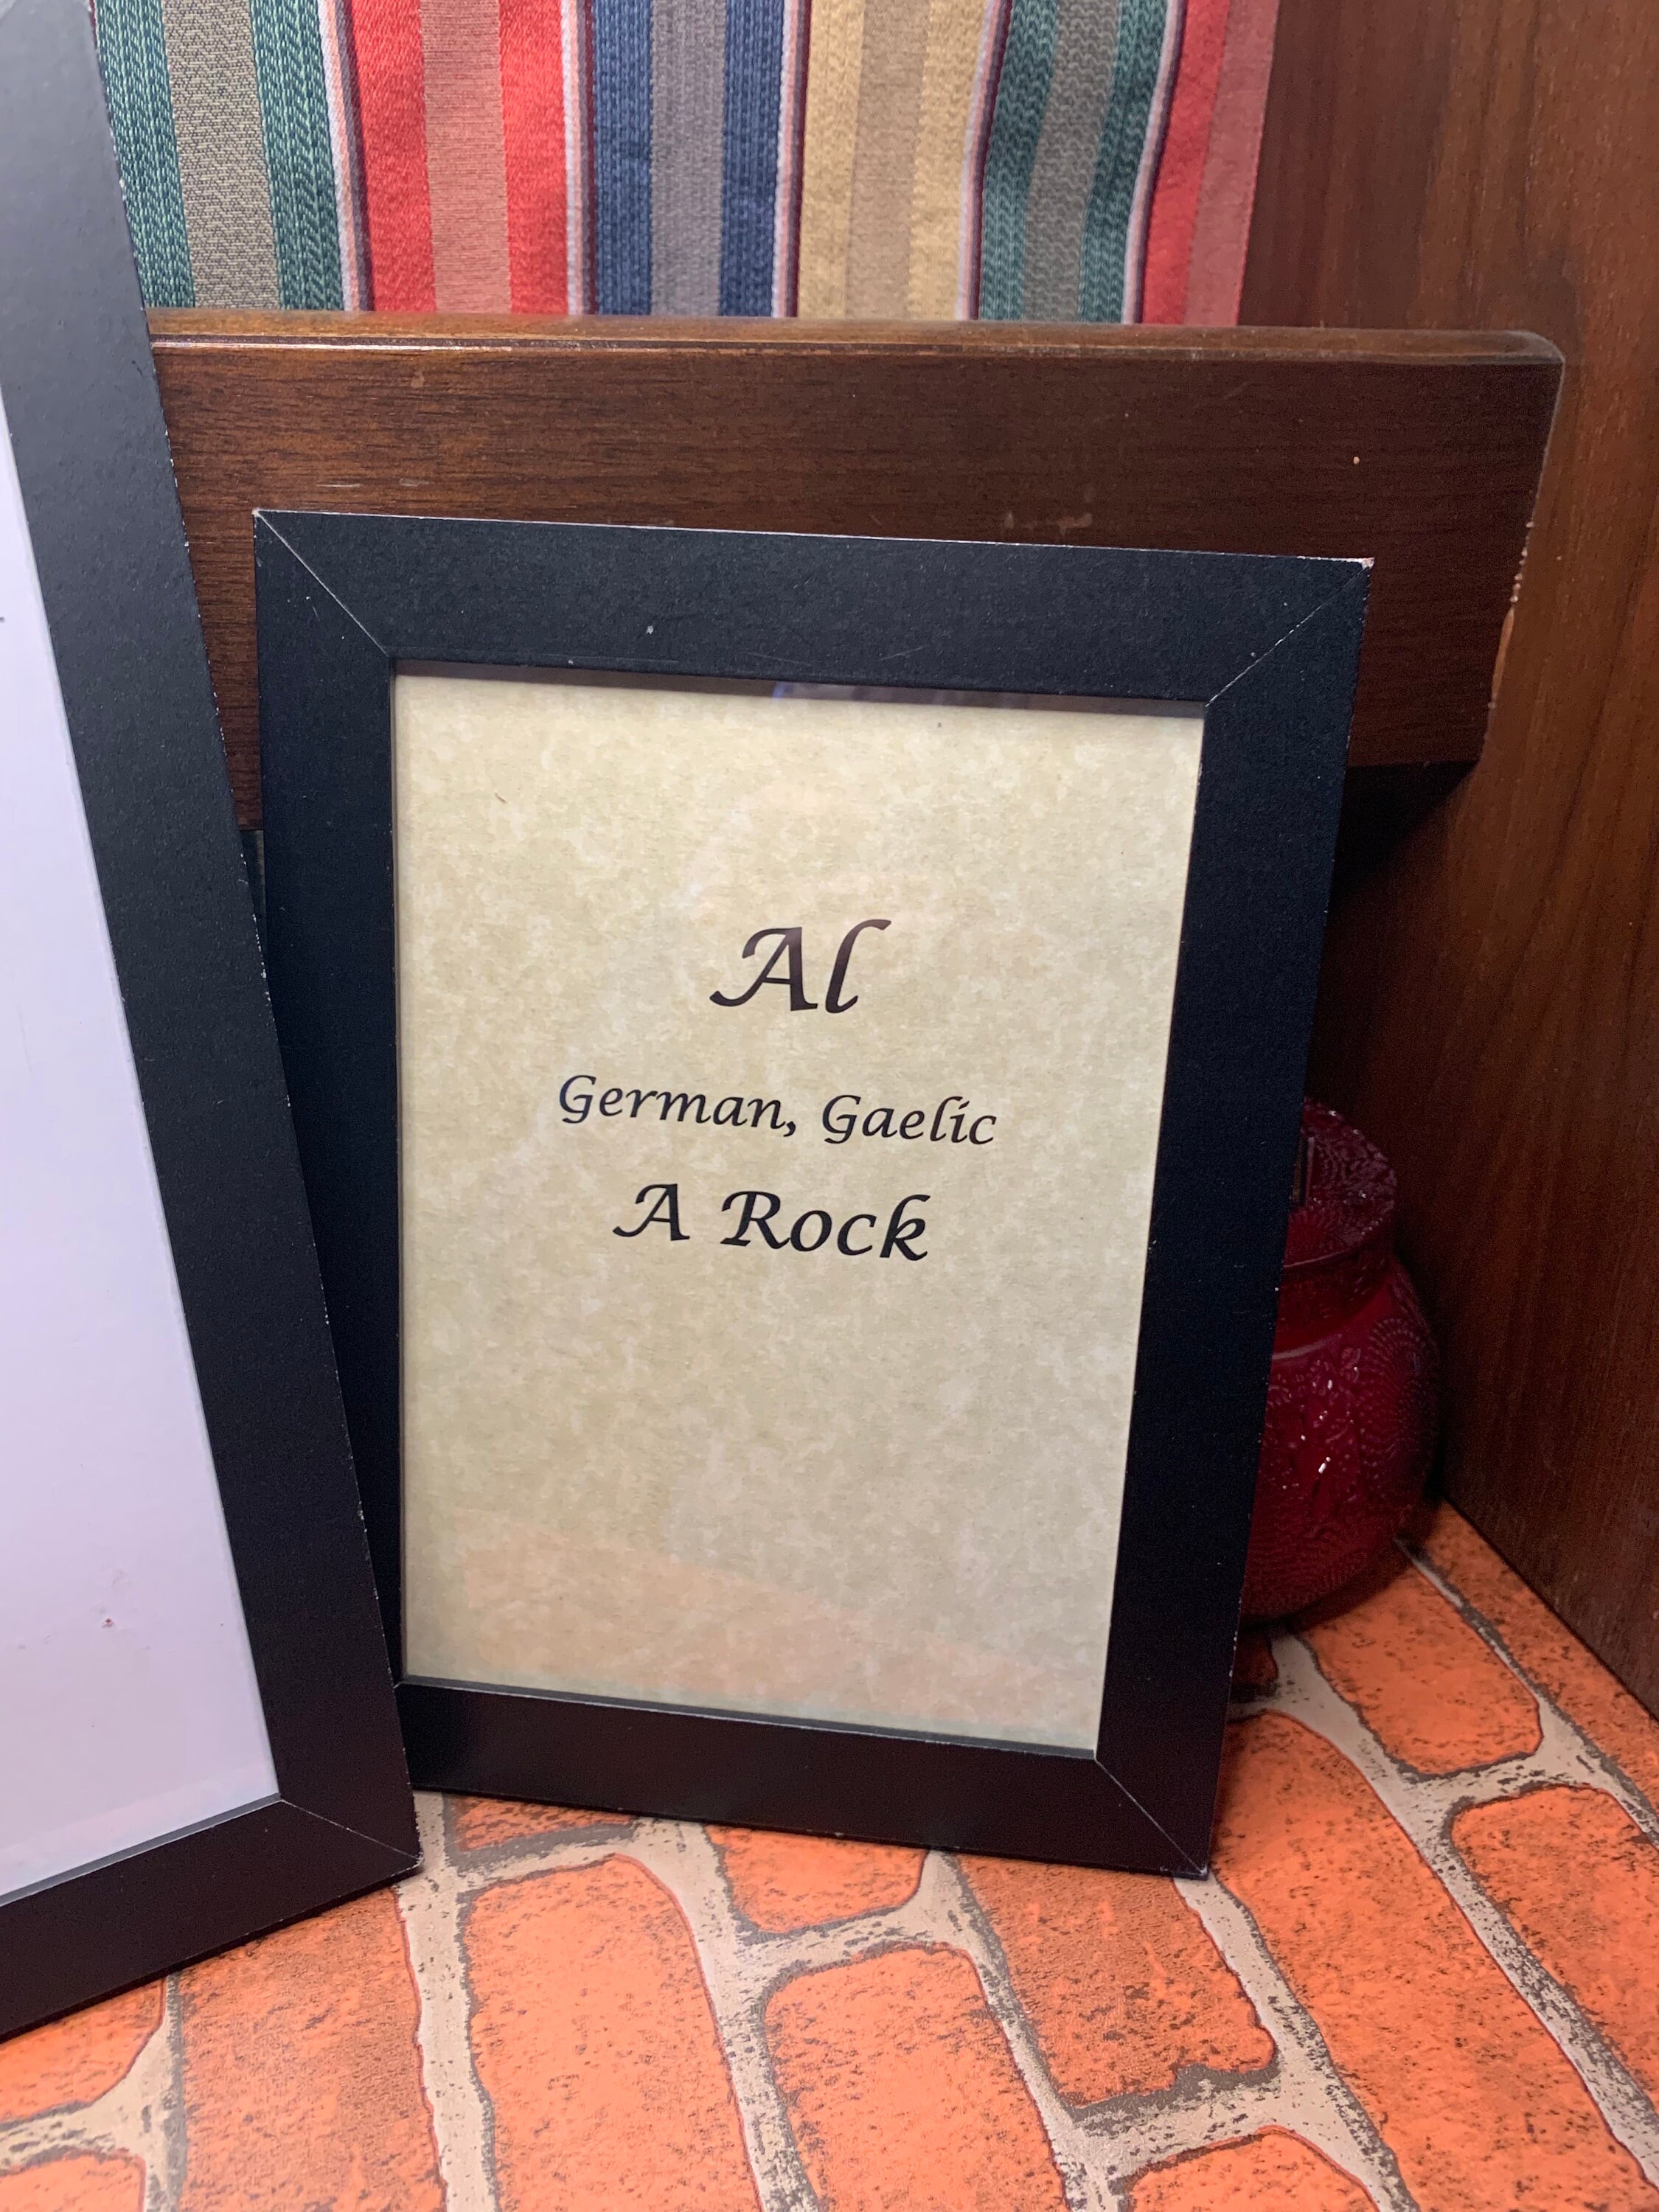 Al
German, Gaelic
A Rock